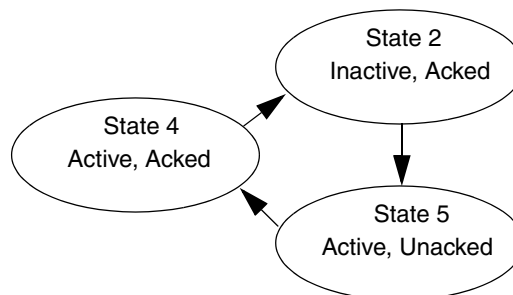 State 2
Inactive, Acked
State 4
Active, Acked
State 5
Active, Unacked